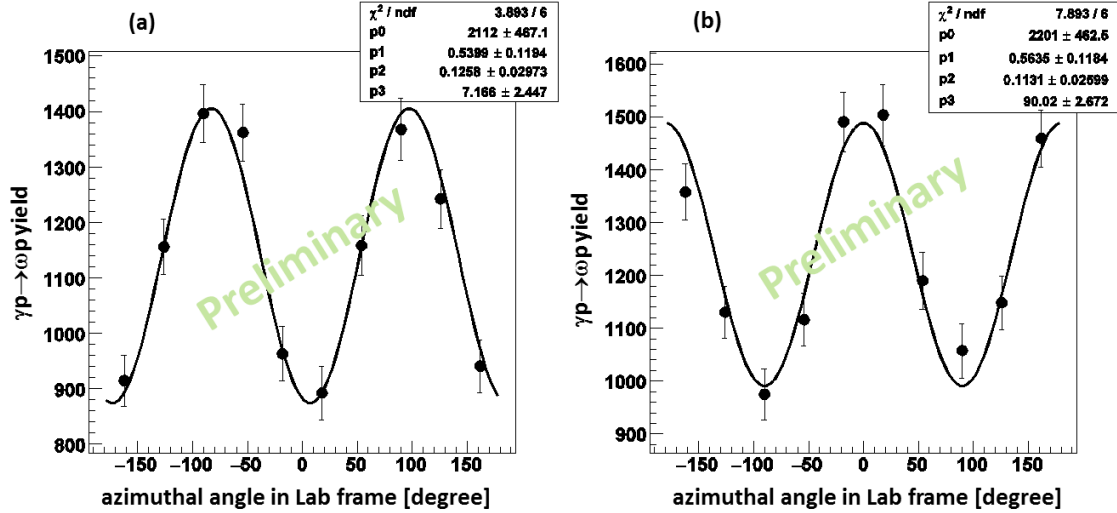 (a)
χ² / ndf 3.893 / 6
p0 2112 ± 467.1
p1 0.5399 ± 0.1194
p2 0.1258 ± 0.02973
p3 7.166 ± 2.447
1500
1400
1300
1200
1100
1000
900
800
γp→ωp yield
Preliminary
−150 −100 −50 0 50 100 150
azimuthal angle in Lab frame [degree]
(b)
χ² / ndf 7.893 / 6
p0 2201 ± 462.5
p1 0.5635 ± 0.1184
p2 0.1131 ± 0.02599
p3 90.02 ± 2.672
1600
1500
1400
1300
1200
1100
1000
900
γp→ωp yield
Preliminary
−150 −100 −50 0 50 100 150
azimuthal angle in Lab frame [degree]